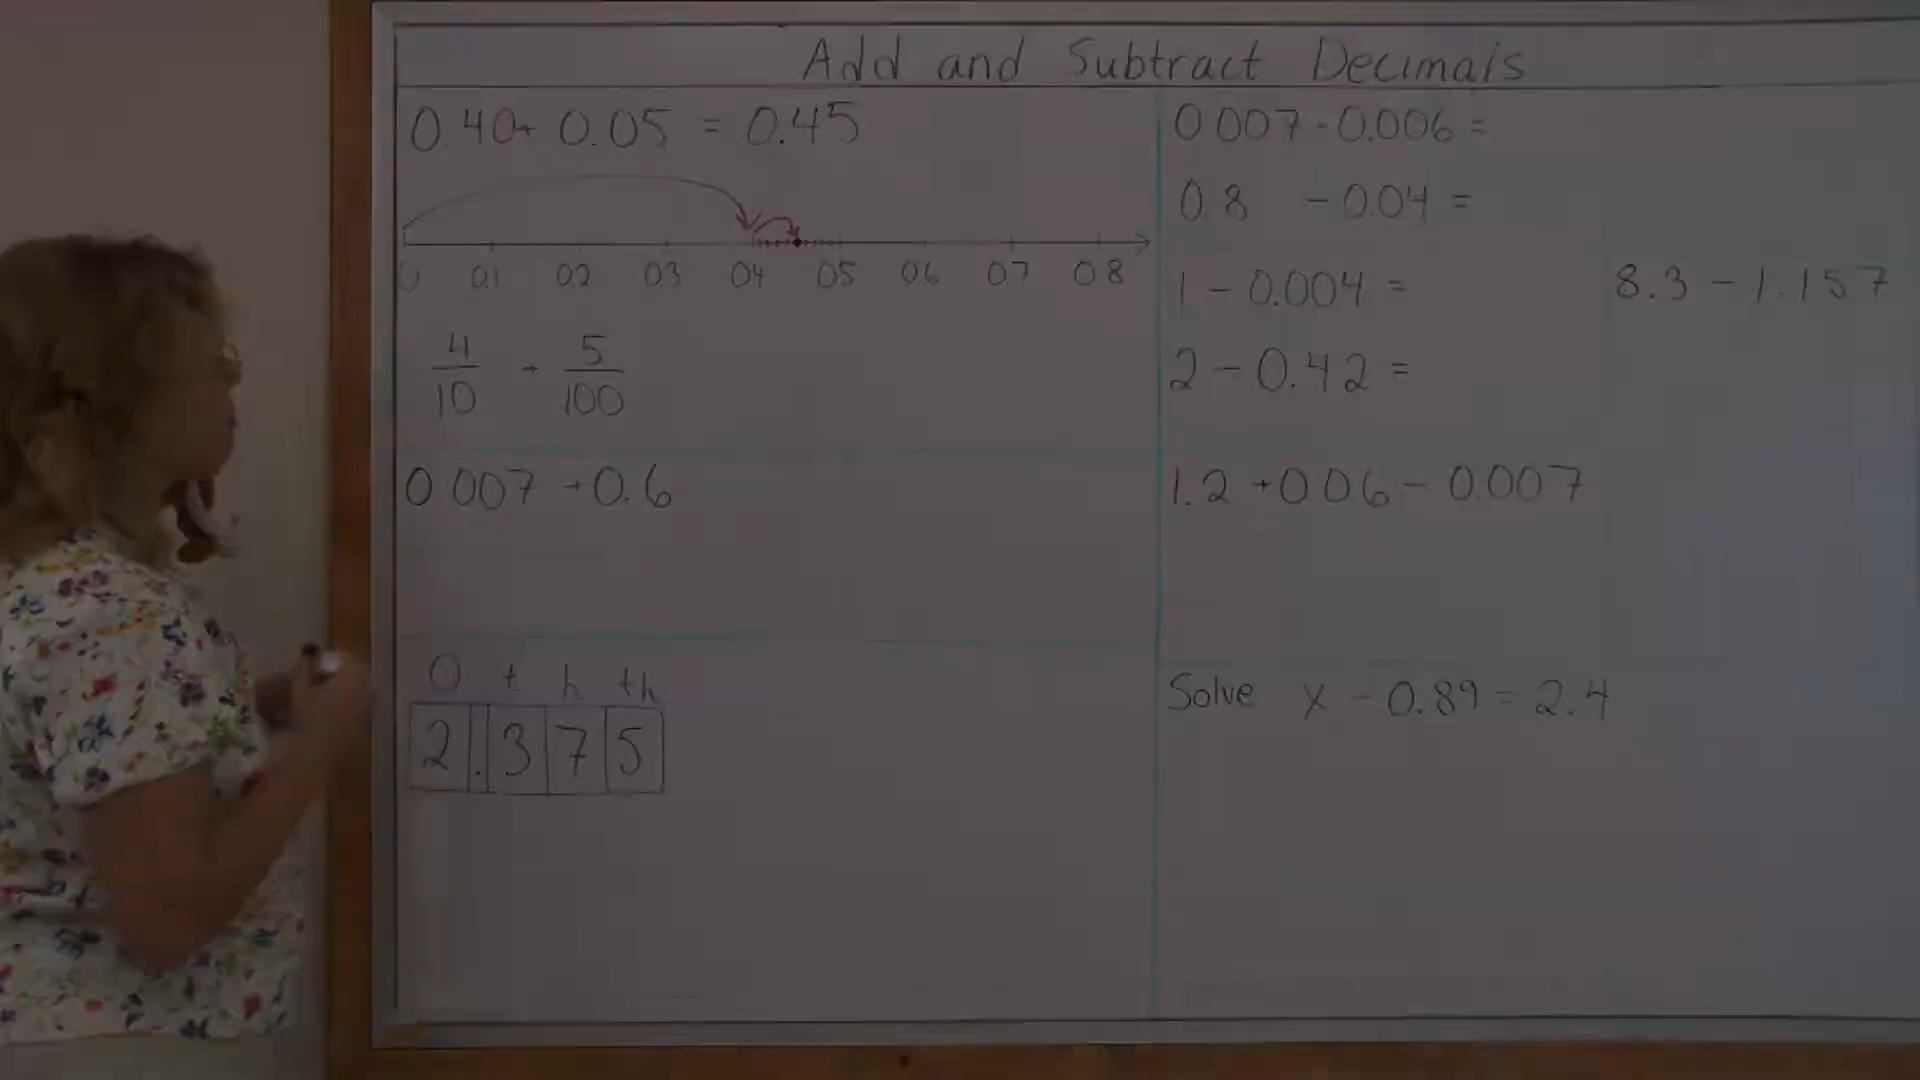 Add and Subtract Decimals
0.40+ 0.05 = 0.45
0 0.1 0.2 0.3 0.4 0.5 0.6 0.7 0.8
4/10 + 5/100
0.007 + 0.6
O t h th
2 . 3 7 5
0.007 - 0.006 =
0.8 - 0.04 =
1 - 0.004 =
8.3 - 1.157
2 - 0.42 =
1.2 + 0.06 - 0.007
Solve x - 0.89 = 2.4